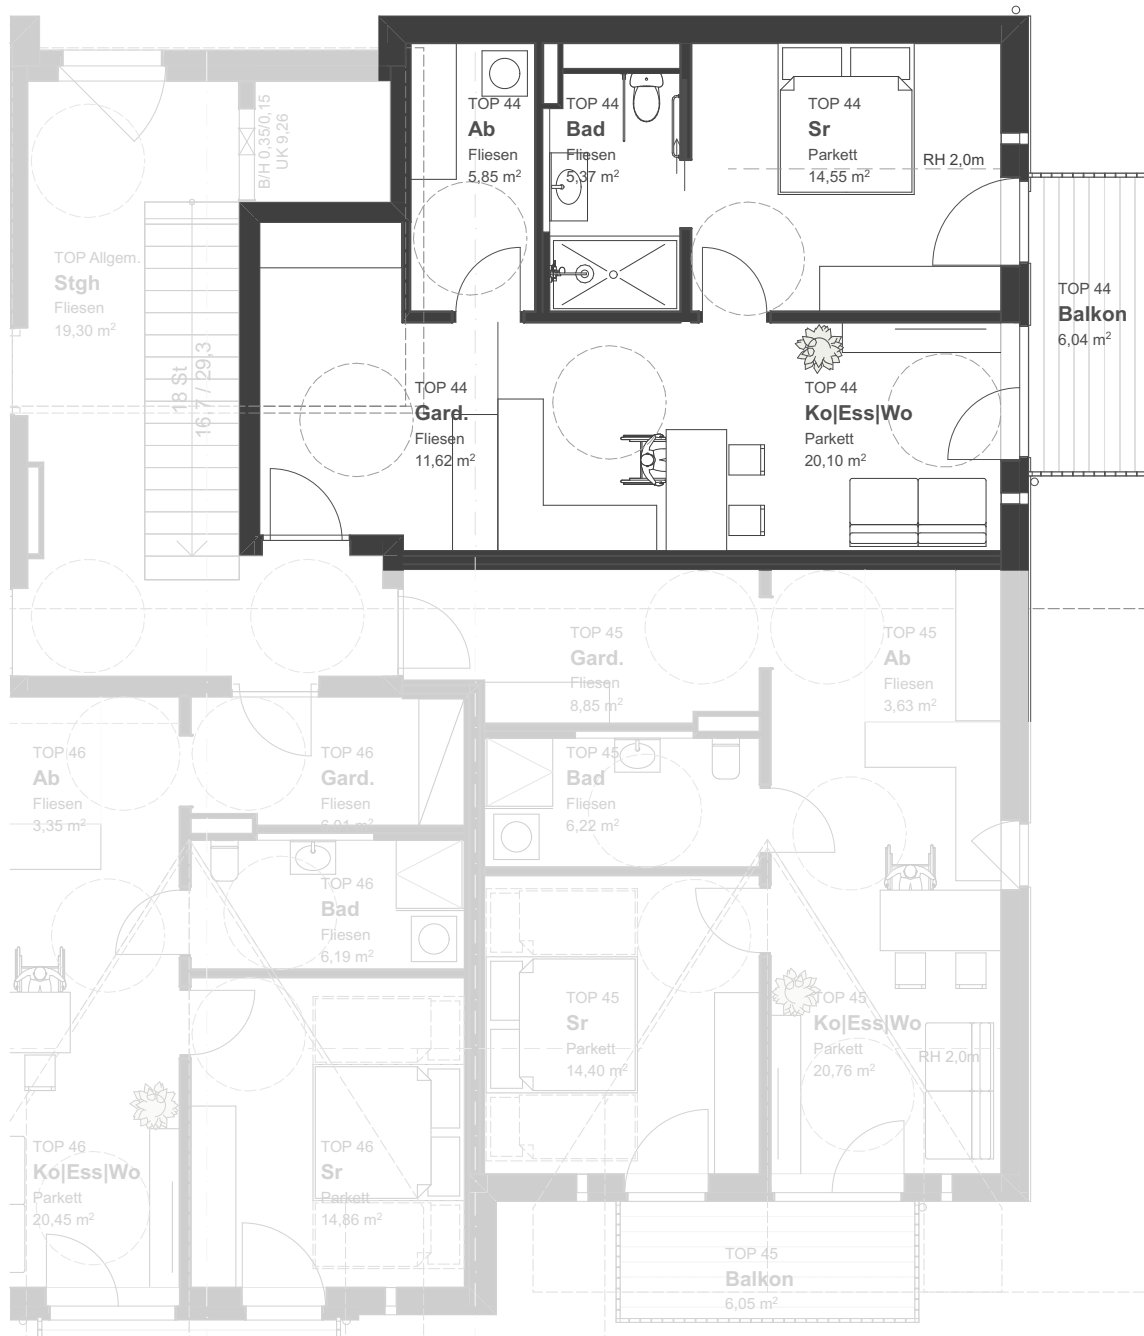 TOP 44
Ab
Fliesen
5,85 m²
TOP 44
Bad
Fliesen
5,37 m²
TOP 44
Sr
Parkett
14,55 m²
RH 2,0m
B/H 0,35/0,15
UK 9,26
TOP Allgem.
Stgh
Fliesen
19,30 m²
18 St
16,7 / 29,3
TOP 44
Balkon
6,04 m²
TOP 44
Gard.
Fliesen
11,62 m²
TOP 44
Ko|Ess|Wo
Parkett
20,10 m²
TOP 45
Gard.
Fliesen
8,85 m²
TOP 45
Ab
Fliesen
3,63 m²
TOP 46
Ab
Fliesen
3,35 m²
TOP 46
Gard.
Fliesen
TOP 45
Bad
Fliesen
6,22 m²
TOP 46
Bad
Fliesen
6,19 m²
TOP 45
Sr
Parkett
14,40 m²
TOP 45
Ko|Ess|Wo
Parkett
20,76 m²
RH 2,0m
TOP 46
Ko|Ess|Wo
Parkett
20,45 m²
TOP 46
Sr
Parkett
14,86 m²
TOP 45
Balkon
6,05 m²